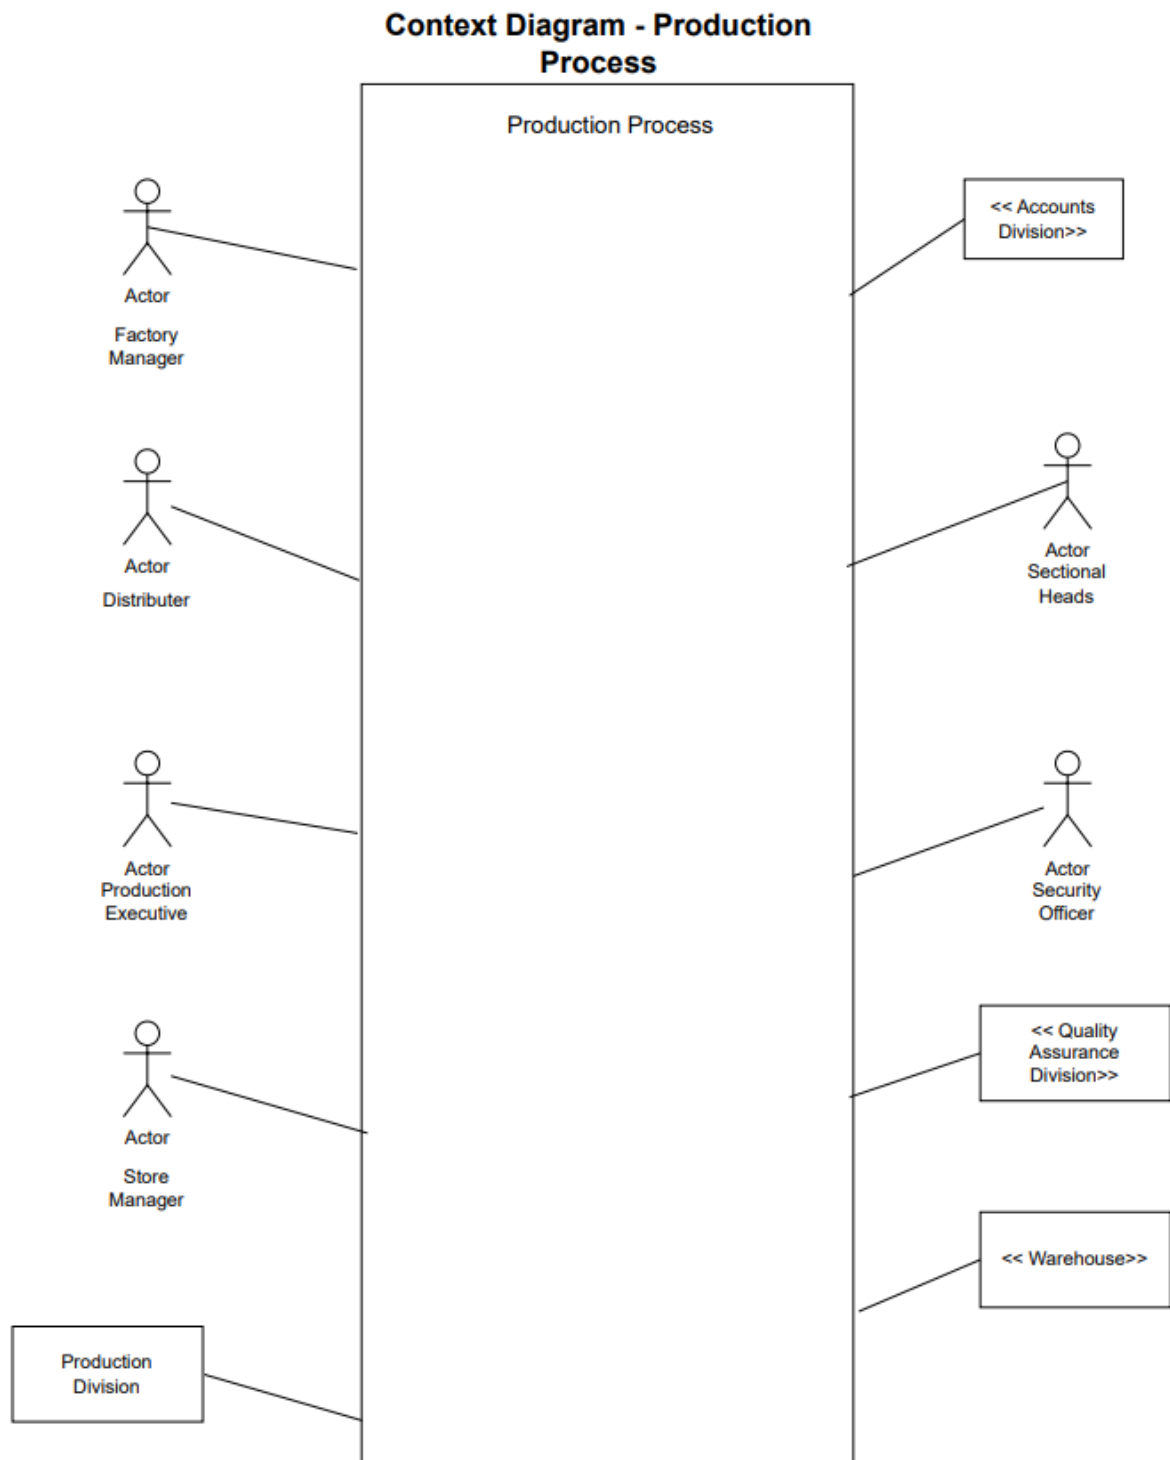 Context Diagram - Production
Process
Production Process
Actor
Factory
Manager
Actor
Distributer
Actor
Production
Executive
Actor
Store
Manager
Production
Division
<< Accounts
Division>>
Actor
Sectional
Heads
Actor
Security
Officer
<< Quality
Assurance
Division>>
<< Warehouse>>